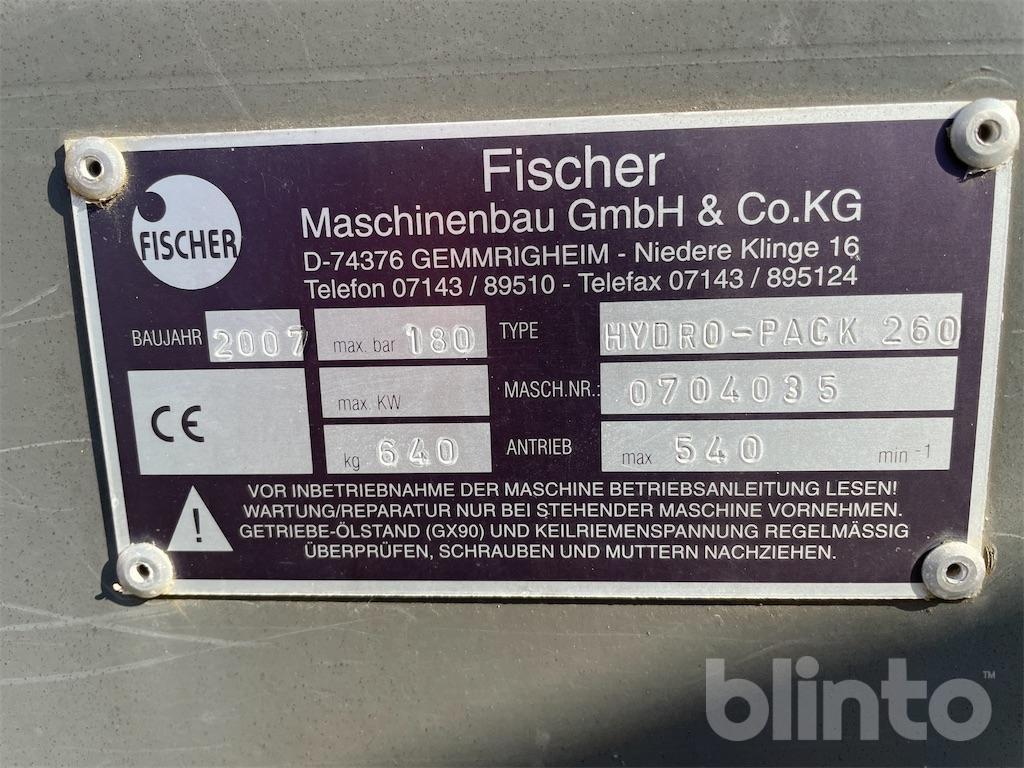 FISCHER
Fischer
Maschinenbau GmbH & Co.KG
D-74376 GEMMRIGHEIM - Niedere Klinge 16
Telefon 07143 / 89510 - Telefax 07143 / 895124
BAUJAHR 2007 max. bar 180 TYPE HYDRO-PACK 260
max. KW MASCH.NR.: 0704035
CE kg 640 ANTRIEB max 540 min -1
! VOR INBETRIEBNAHME DER MASCHINE BETRIEBSANLEITUNG LESEN!
WARTUNG/REPARATUR NUR BEI STEHENDER MASCHINE VORNEHMEN.
GETRIEBE-ÖLSTAND (GX90) UND KEILRIEMENSPANNUNG REGELMÄSSIG
ÜBERPRÜFEN, SCHRAUBEN UND MUTTERN NACHZIEHEN.
blinto™